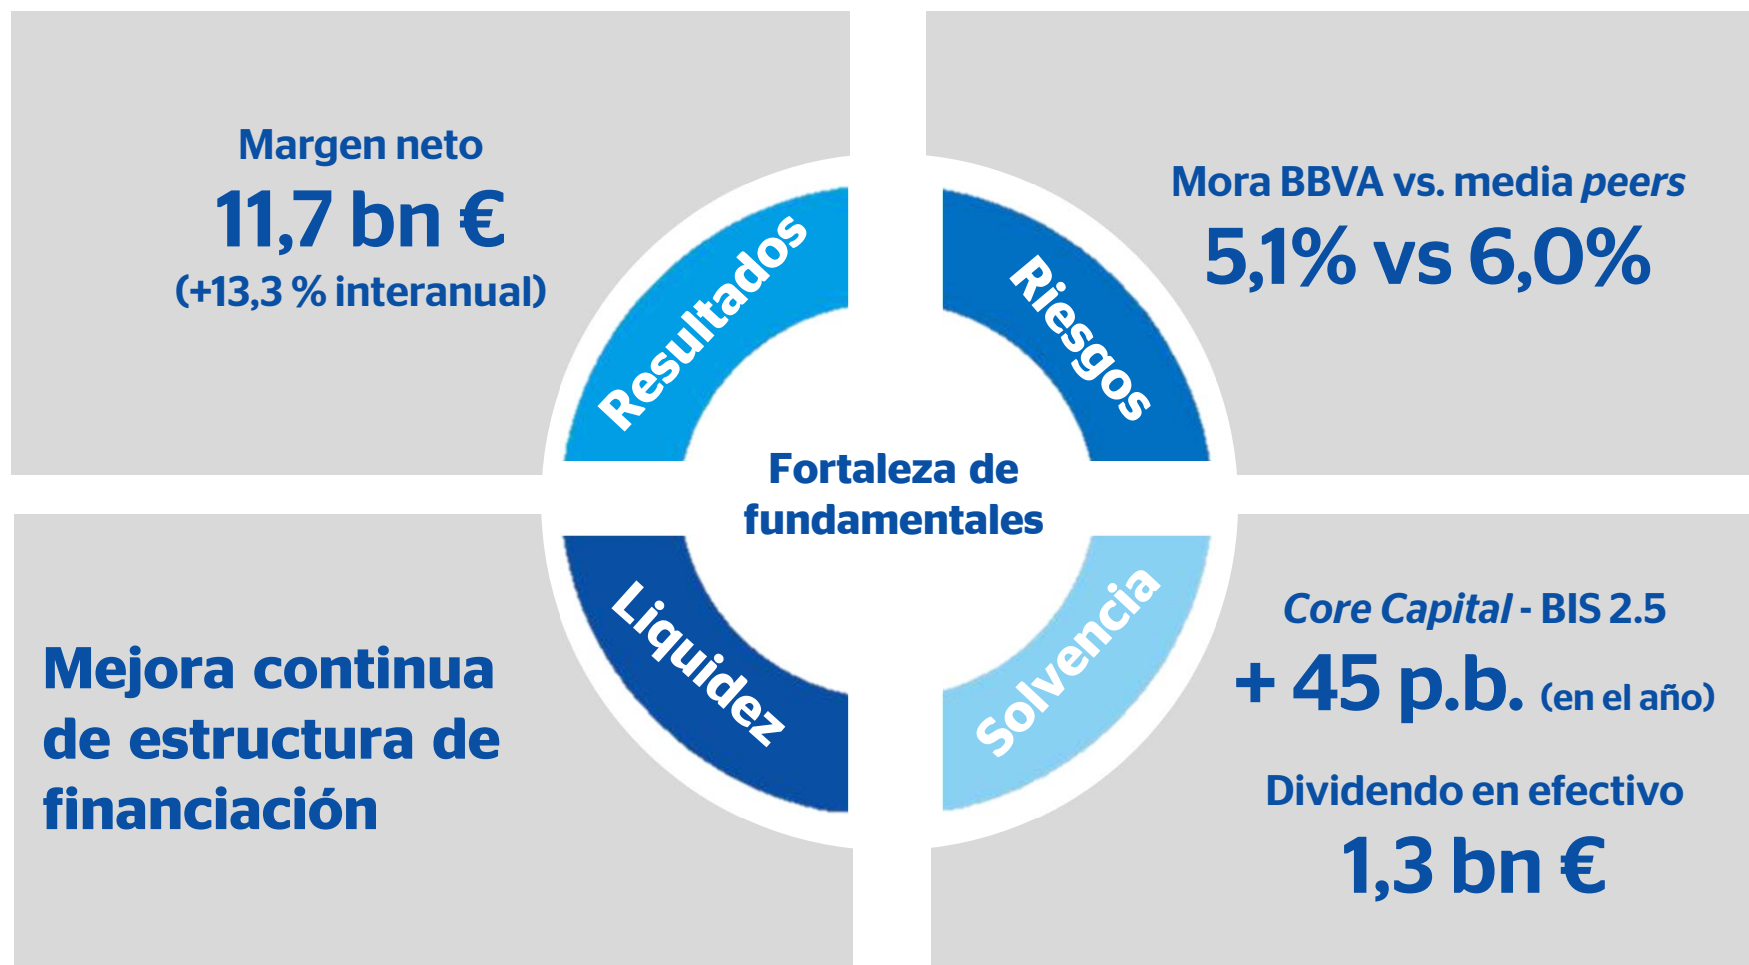 Margen neto
11,7 bn €
(+13,3 % interanual)
Resultados
Mora BBVA vs. media peers
5,1% vs 6,0%
Riesgos
Fortaleza de
fundamentales
Mejora continua
de estructura de
financiación
Liquidez
Core Capital - BIS 2.5
+ 45 p.b. (en el año)
Dividendo en efectivo
1,3 bn €
Solvencia